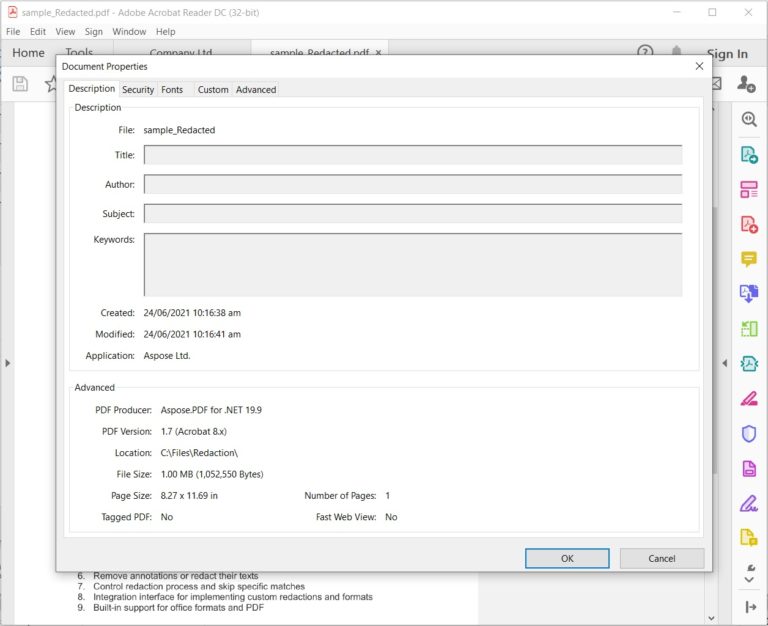 sample_Redacted.pdf - Adobe Acrobat Reader DC (32-bit)
File Edit View Sign Window Help
Home Tools Company Ltd sample_Redacted.pdf × Sign In
Document Properties
Description Security Fonts Custom Advanced
Description
File: sample_Redacted
Title:
Author:
Subject:
Keywords:
Created: 24/06/2021 10:16:38 am
Modified: 24/06/2021 10:16:41 am
Application: Aspose Ltd.
Advanced
PDF Producer: Aspose.PDF for .NET 19.9
PDF Version: 1.7 (Acrobat 8.x)
Location: C:\Files\Redaction\
File Size: 1.00 MB (1,052,550 Bytes)
Page Size: 8.27 x 11.69 in Number of Pages: 1
Tagged PDF: No Fast Web View: No
OK Cancel
6. Remove annotations or redact their texts
7. Control redaction process and skip specific matches
8. Integration interface for implementing custom redactions and formats
9. Built-in support for office formats and PDF